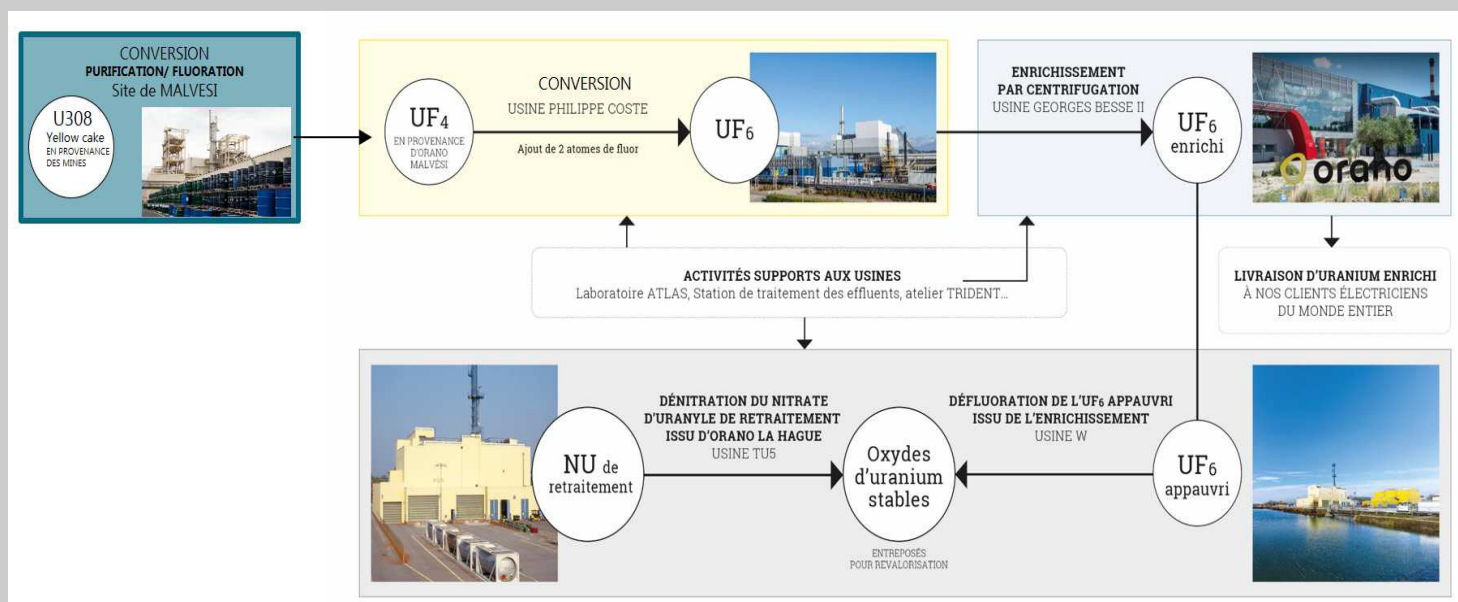 CONVERSION
PURIFICATION/ FLUORATION
Site de MALVESI
U308
Yellow cake
EN PROVENANCE
DES MINES
UF4
EN PROVENANCE
D'ORANO
MALVÉSI
CONVERSION
USINE PHILIPPE COSTE
Ajout de 2 atomes de fluor
UF6
ENRICHISSEMENT
PAR CENTRIFUGATION
USINE GEORGES BESSE II
UF6
enrichi
orano
ACTIVITÉS SUPPORTS AUX USINES
Laboratoire ATLAS, Station de traitement des effluents, atelier TRIDENT...
LIVRAISON D'URANIUM ENRICHI
À NOS CLIENTS ÉLECTRICIENS
DU MONDE ENTIER
NU de
retraitement
DÉNITRATION DU NITRATE
D'URANYLE DE RETRAITEMENT
ISSU D'ORANO LA HAGUE
USINE TU5
Oxydes
d'uranium
stables
ENTREPOSÉS
POUR REVALORISATION
DÉFLUORATION DE L'UF6 APPAUVRI
ISSU DE L'ENRICHISSEMENT
USINE W
UF6
appauvri